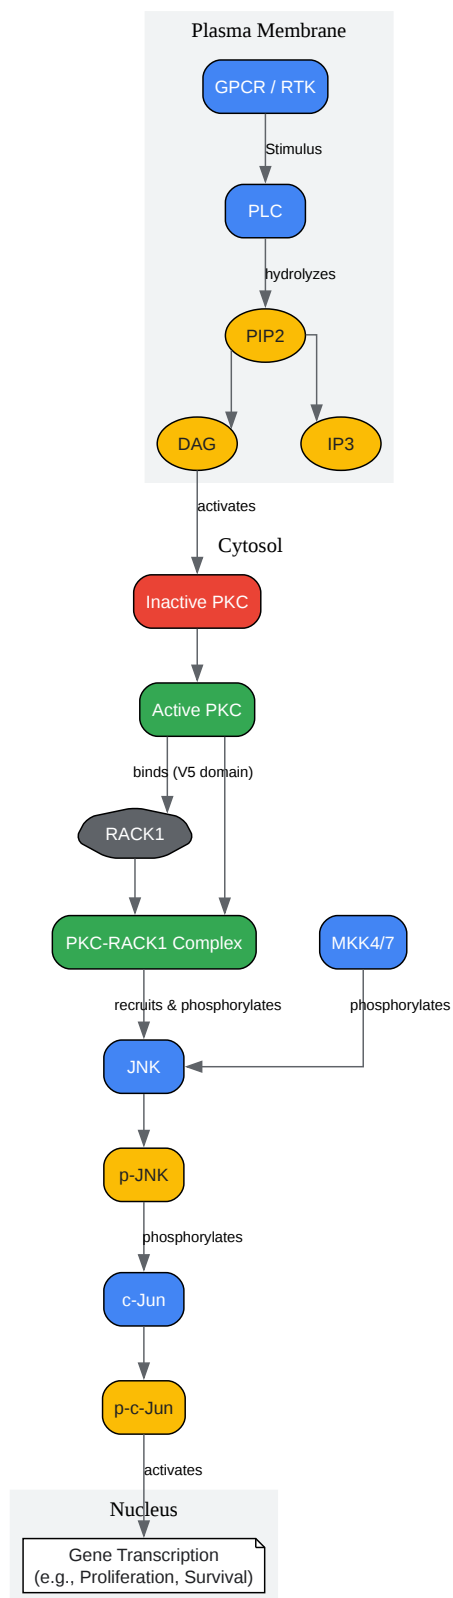 Plasma Membrane
GPCR / RTK
Stimulus
PLC
hydrolyzes
PIP2
DAG
IP3
activates
Cytosol
Inactive PKC
Active PKC
binds (V5 domain)
RACK1
PKC-RACK1 Complex
MKK4/7
recruits & phosphorylates
phosphorylates
JNK
p-JNK
phosphorylates
c-Jun
p-c-Jun
activates
Nucleus
Gene Transcription
(e.g., Proliferation, Survival)